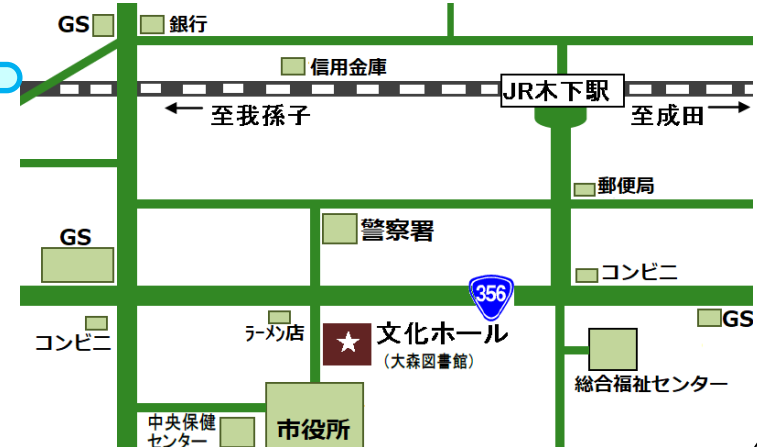 GS
銀行
信用金庫
JR木下駅
至我孫子
至成田
郵便局
警察署
GS
コンビニ
356
GS
コンビニ
ラーメン店
文化ホール
（大森図書館）
総合福祉センター
中央保健
センター
市役所